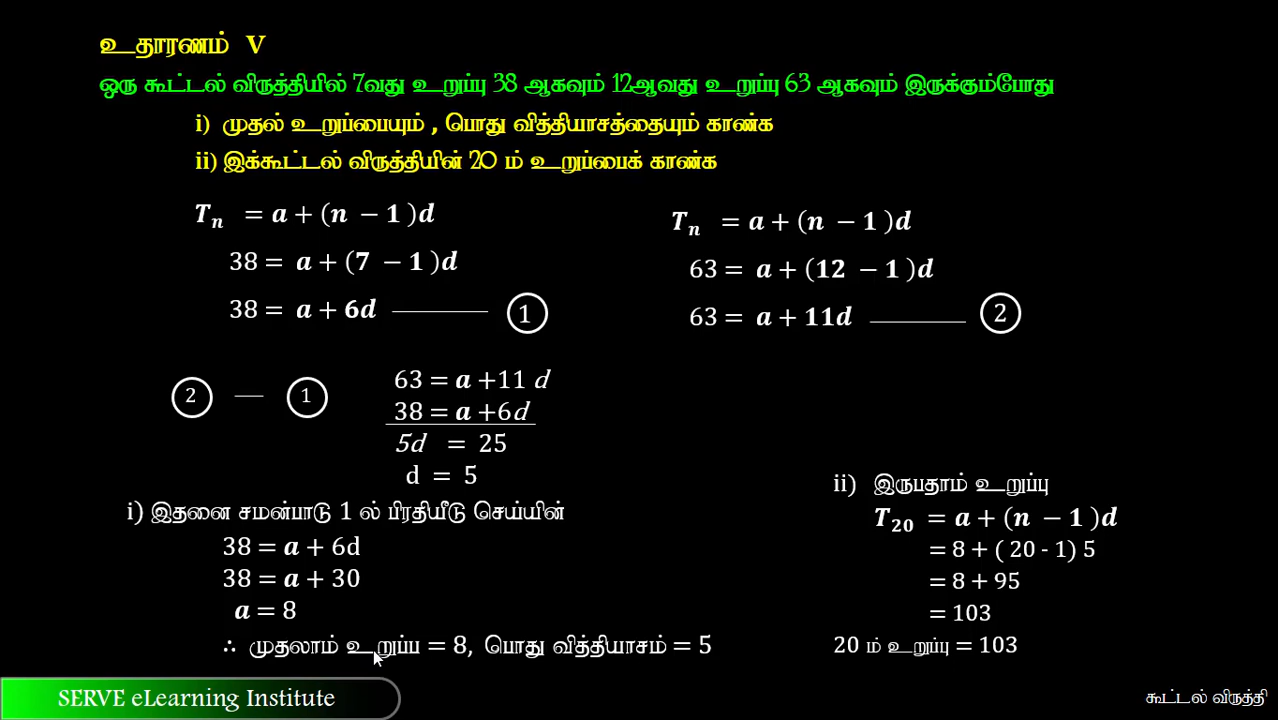 உதாரணம் V
ஒரு கூட்டல் விருத்தியில் 7வது உறுப்பு 38 ஆகவும் 12ஆவது உறுப்பு 63 ஆகவும் இருக்கும்போது
i) முதல் உறுப்பையும் , பொது வித்தியாசத்தையும் காண்க
ii) இக்கூட்டல் விருத்தியின் 20 ம் உறுப்பைக் காண்க
Tₙ = a + (n − 1 )d
38 = a + (7 − 1 )d
38 = a + 6d ——— 1
Tₙ = a + (n − 1 )d
63 = a + (12 − 1 )d
63 = a + 11d ——— 2
2 — 1
63 = a +11 d
38 = a +6d
5d = 25
d = 5
i) இதனை சமன்பாடு 1 ல் பிரதியீடு செய்யின்
38 = a + 6d
38 = a + 30
a = 8
∴ முதலாம் உறுப்ப = 8, பொது வித்தியாசம் = 5
ii) இருபதாம் உறுப்பு
T₂₀ = a + (n − 1 )d
= 8 + ( 20 - 1) 5
= 8 + 95
= 103
20 ம் உறுப்பு = 103
SERVE eLearning Institute
கூட்டல் விருத்தி